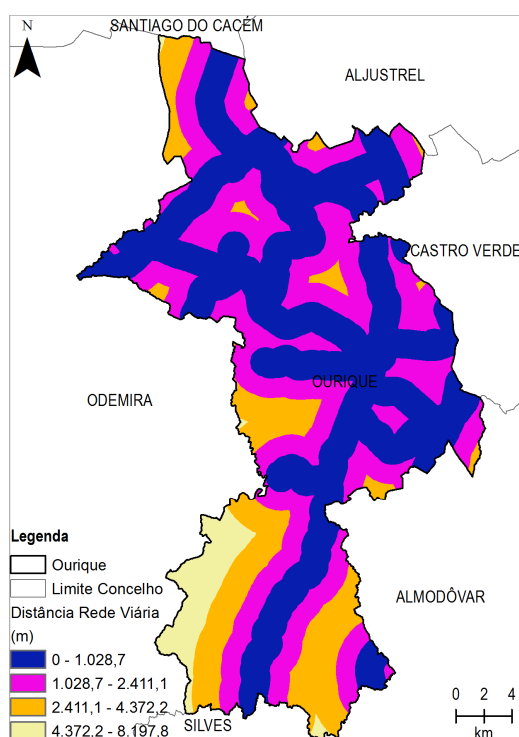 SANTIAGO DO CACÉM
N
ALJUSTREL
CASTRO VERDE
OURIQUE
ODEMIRA
ALMODÔVAR
SILVES
Legenda
Ourique
Limite Concelho
Distância Rede Viária
(m)
0 - 1.028,7
1.028,7 - 2.411,1
2.411,1 - 4.372,2
4.372,2 - 8.197,8
0 2 4
km